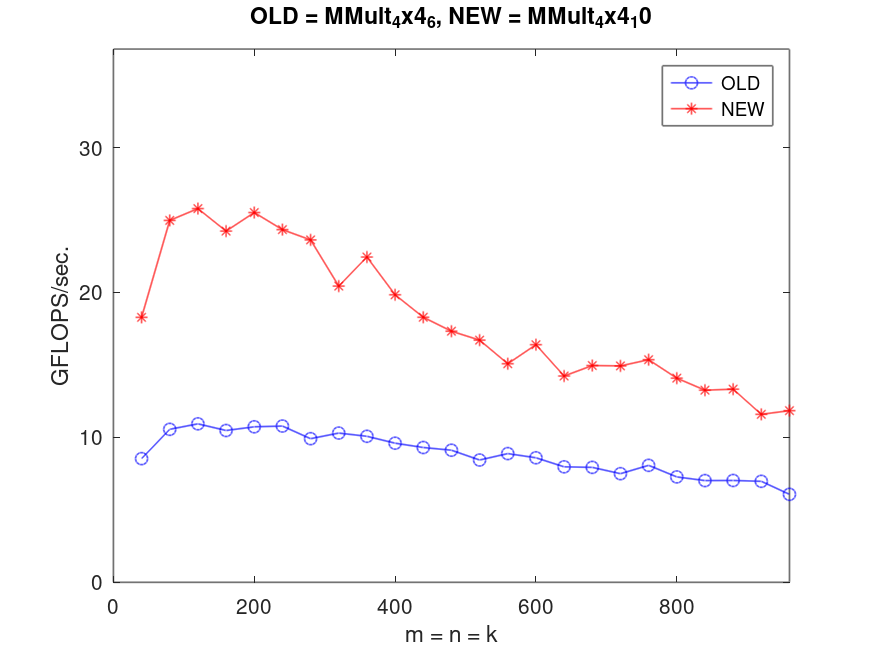 OLD = MMult₄x4₆, NEW = MMult₄x4₁0
OLD
NEW
30
20
10
0
GFLOPS/sec.
0 200 400 600 800
m = n = k